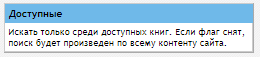 Доступные
Искать только среди доступных книг. Если флаг снят,
поиск будет произведен по всему контенту сайта.